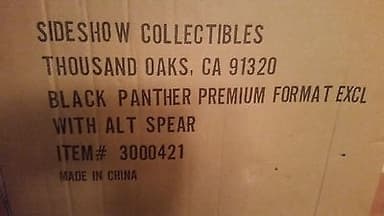 SIDESHOW COLLECTIBLES
THOUSAND OAKS, CA 91320
BLACK PANTHER PREMIUM FORMAT EXCL
WITH ALT SPEAR
ITEM# 3000421
MADE IN CHINA